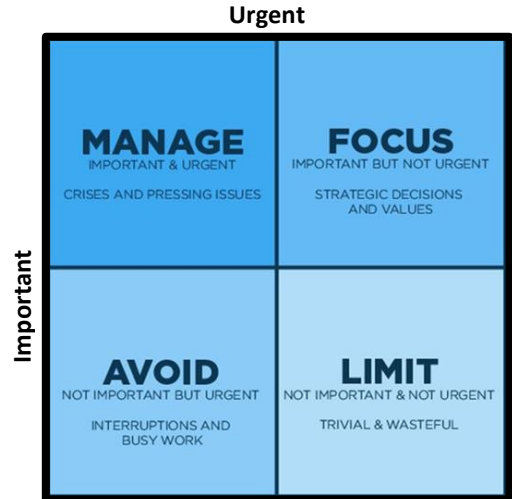 Urgent
Important
MANAGE
IMPORTANT & URGENT
CRISES AND PRESSING ISSUES
FOCUS
IMPORTANT BUT NOT URGENT
STRATEGIC DECISIONS
AND VALUES
AVOID
NOT IMPORTANT BUT URGENT
INTERRUPTIONS AND
BUSY WORK
LIMIT
NOT IMPORTANT & NOT URGENT
TRIVIAL & WASTEFUL